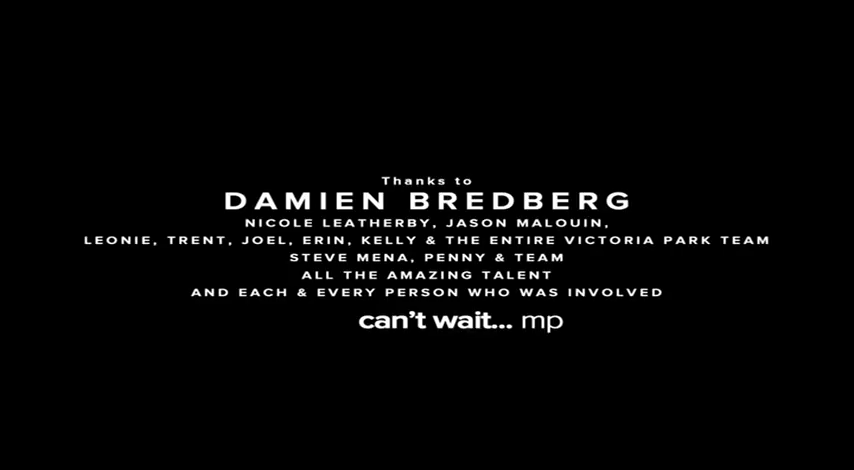 Thanks to
DAMIEN BREDBERG
NICOLE LEATHERBY, JASON MALOUIN,
LEONIE, TRENT, JOEL, ERIN, KELLY & THE ENTIRE VICTORIA PARK TEAM
STEVE MENA, PENNY & TEAM
ALL THE AMAZING TALENT
AND EACH & EVERY PERSON WHO WAS INVOLVED
can't wait... mp